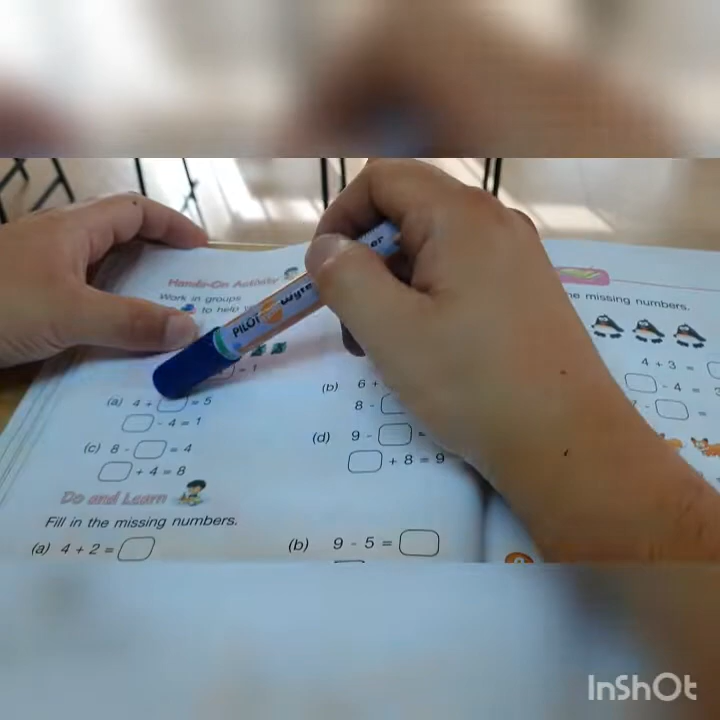 Hands-On Activity
Work in groups
to help
PILOT
er
= 1
(a) 4 + □ = 5
□ - 4 = 1
(b) 6 +
8 - □
(c) 8 - □ = 4
□ + 4 = 8
(d) 9 - □ =
□ + 8 = 9
Do and Learn
Fill in the missing numbers.
(a) 4 + 2 = □
(b) 9 - 5 = □
missing numbers.
4 + 3 = □
□ - 4 =
- □ =
InShOt